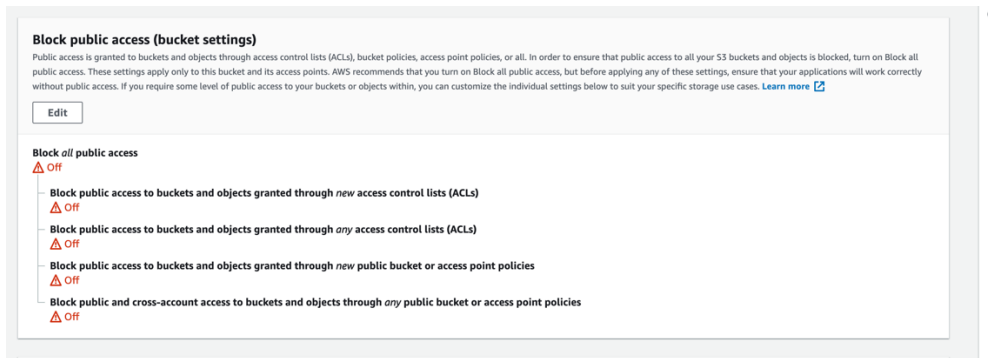 Block public access (bucket settings)
Public access is granted to buckets and objects through access control lists (ACLs), bucket policies, access point policies, or all. In order to ensure that public access to all your S3 buckets and objects is blocked, turn on Block all
public access. These settings apply only to this bucket and its access points. AWS recommends that you turn on Block all public access, but before applying any of these settings, ensure that your applications will work correctly
without public access. If you require some level of public access to your buckets or objects within, you can customize the individual settings below to suit your specific storage use cases. Learn more
Edit
Block all public access
Off
Block public access to buckets and objects granted through new access control lists (ACLs)
Off
Block public access to buckets and objects granted through any access control lists (ACLs)
Off
Block public access to buckets and objects granted through new public bucket or access point policies
Off
Block public and cross-account access to buckets and objects through any public bucket or access point policies
Off